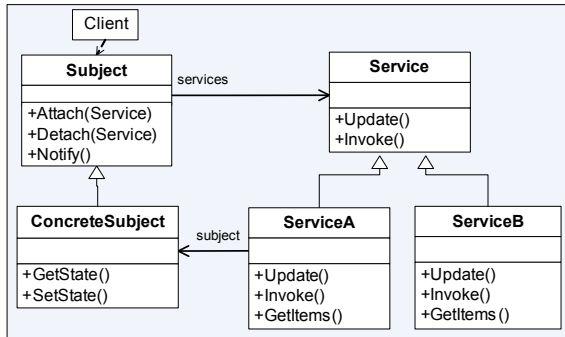 Client
Subject
services
Service
+Attach(Service)
+Detach(Service)
+Notify()
+Update()
+Invoke()
ConcreteSubject
subject
ServiceA
ServiceB
+GetState()
+SetState()
+Update()
+Invoke()
+GetItems()
+Update()
+Invoke()
+GetItems()